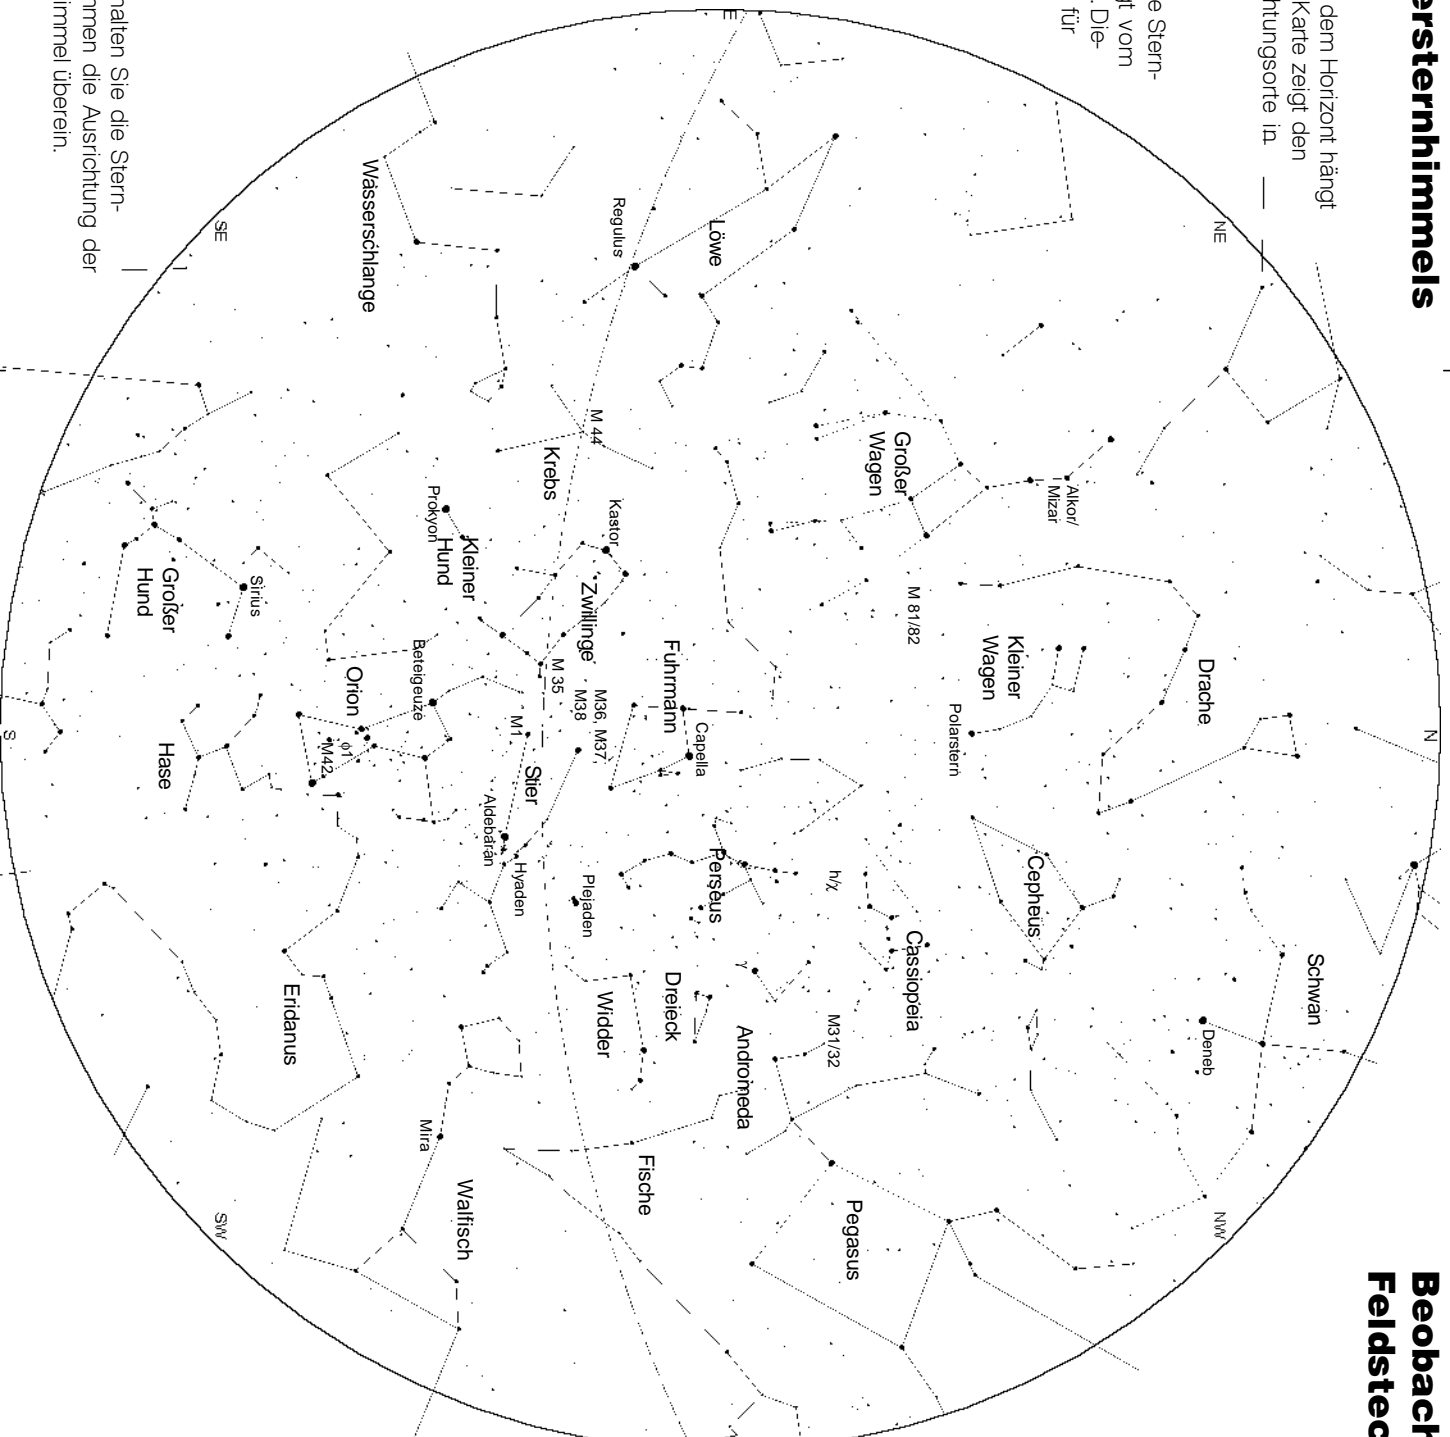 ersternhimmels
dem Horizont hängt
Karte zeigt den
htungsorte in
e Stern-
gt vom
. Die-
für
Beobach
Feldstec
nalten Sie die Stern-
mmen die Ausrichtung der
immel überein.
N
NE
E
SE
S
SW
NW
Wasserschlange
Regulus
Löwe
M 44
Krebs
Großer
Wagen
Alkor/
Mizar
Kastor
Zwillinge
Prokyon
Kleiner
Hund
Großer
Hund
Sirius
M 81/82
Kleiner
Wagen
Polarstern
Drache
Fuhrmann
Capella
M 35
M36, M37,
M38
Beteigeuze
Orion
φ1
M42
M1
Stier
Aldebaran
Hyaden
Plejaden
Hase
Perseus
h/χ
Cepheus
Cassiopeia
γ
Dreieck
Widder
Andromeda
M31/32
Schwan
Deneb
Eridanus
Mira
Walfisch
Fische
Pegasus